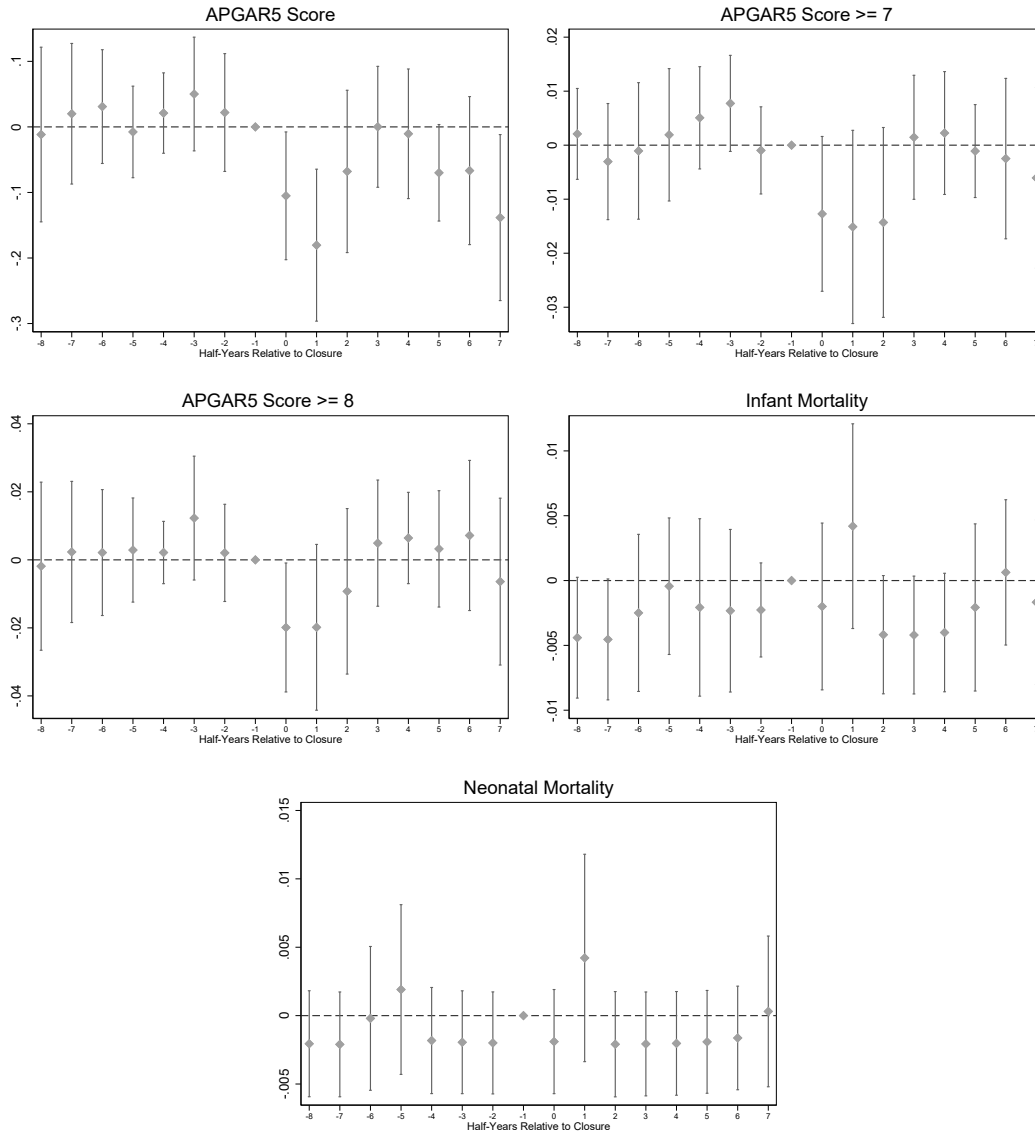 APGAR5 Score
.1
0
-.1
-.2
-.3
-8 -7 -6 -5 -4 -3 -2 -1 0 1 2 3 4 5 6 7
Half-Years Relative to Closure
APGAR5 Score >= 7
.02
.01
0
-.01
-.02
-.03
-8 -7 -6 -5 -4 -3 -2 -1 0 1 2 3 4 5 6 7
Half-Years Relative to Closure
APGAR5 Score >= 8
.04
.02
0
-.02
-.04
-8 -7 -6 -5 -4 -3 -2 -1 0 1 2 3 4 5 6 7
Half-Years Relative to Closure
Infant Mortality
.01
.005
0
-.005
-.01
-8 -7 -6 -5 -4 -3 -2 -1 0 1 2 3 4 5 6 7
Half-Years Relative to Closure
Neonatal Mortality
.015
.01
.005
0
-.005
-8 -7 -6 -5 -4 -3 -2 -1 0 1 2 3 4 5 6 7
Half-Years Relative to Closure